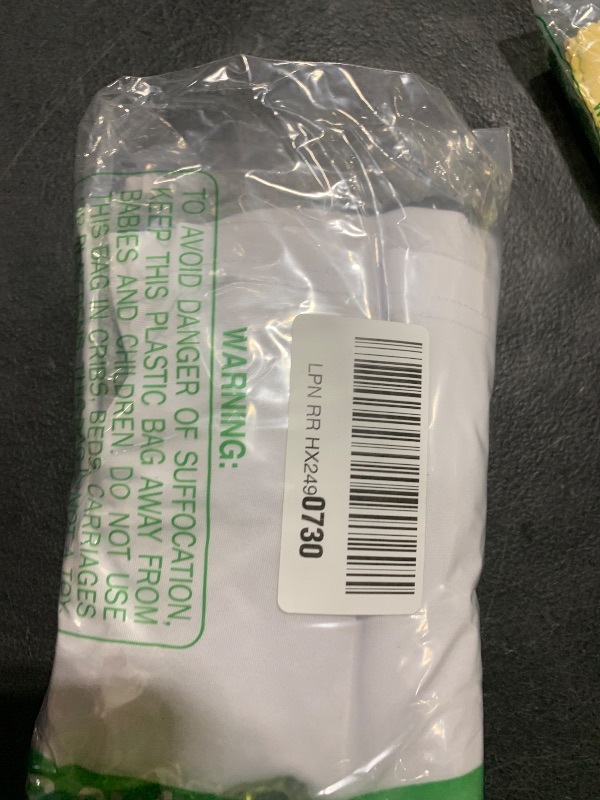 WARNING:
TO AVOID DANGER OF SUFFOCATION,
KEEP THIS PLASTIC BAG AWAY FROM
BABIES AND CHILDREN. DO NOT USE
THIS BAG IN CRIBS, BEDS, CARRIAGES
LPN RR HX2490730